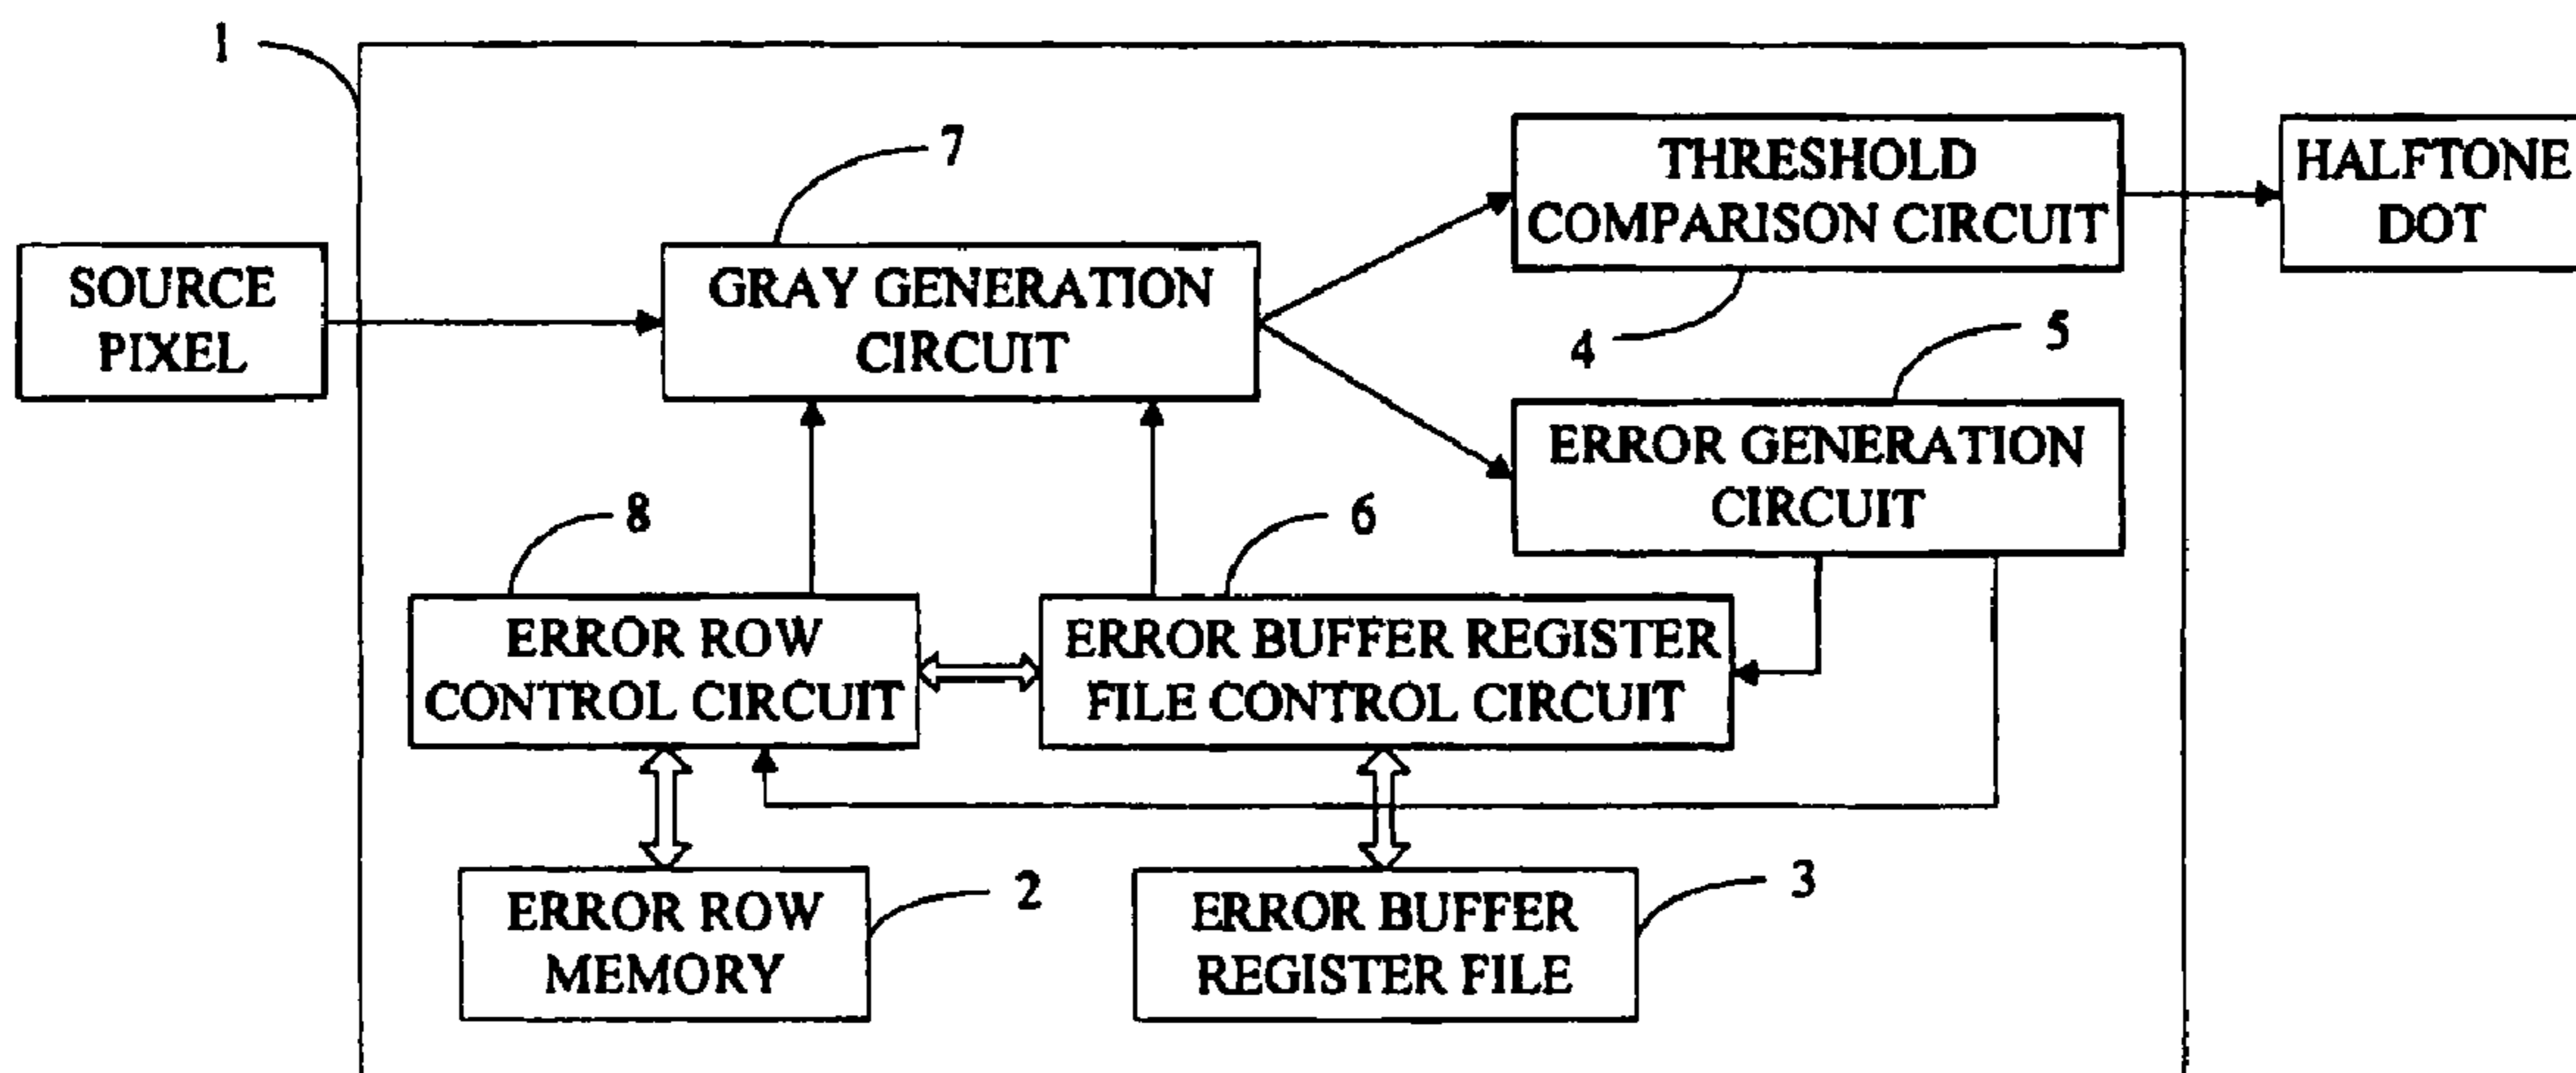 1
7
THRESHOLD
COMPARISON CIRCUIT
HALFTONE
DOT
SOURCE
PIXEL
GRAY GENERATION
CIRCUIT
4
5
ERROR GENERATION
CIRCUIT
8
6
ERROR ROW
CONTROL CIRCUIT
ERROR BUFFER REGISTER
FILE CONTROL CIRCUIT
ERROR ROW
MEMORY
2
ERROR BUFFER
REGISTER FILE
3